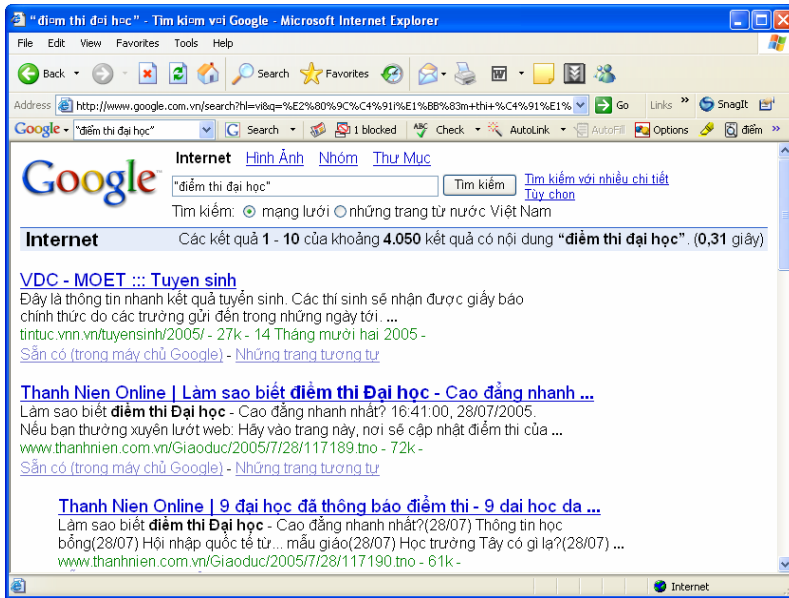 “điım thi đıi hıc” - Tìm kiım vıi Google - Microsoft Internet Explorer
File Edit View Favorites Tools Help
Back Search Favorites
Address http://www.google.com.vn/search?hl=vi&q=%E2%80%9C%C4%91i%E1%BB%83m+thi+%C4%91%E1% Go Links » SnagIt
Google "điểm thi đại học" Search 1 blocked Check AutoLink AutoFill Options điểm »
Google Internet Hình Ảnh Nhóm Thư Mục
"điểm thi đại học" Tìm kiếm Tìm kiếm với nhiều chi tiết
Tùy chọn
Tìm kiếm: mạng lưới những trang từ nước Việt Nam
Internet Các kết quả 1 - 10 của khoảng 4.050 kết quả có nội dung “điểm thi đại học”. (0,31 giây)
VDC - MOET ::: Tuyen sinh
Đây là thông tin nhanh kết quả tuyển sinh. Các thí sinh sẽ nhận được giấy báo
chính thức do các trường gửi đến trong những ngày tới. ...
tintuc.vnn.vn/tuyensinh/2005/ - 27k - 14 Tháng mười hai 2005 -
Sẵn có (trong máy chủ Google) - Những trang tương tự
Thanh Nien Online | Làm sao biết điểm thi Đại học - Cao đẳng nhanh ...
Làm sao biết điểm thi Đại học - Cao đẳng nhanh nhất? 16:41:00, 28/07/2005.
Nếu bạn thường xuyên lướt web: Hãy vào trang này, nơi sẽ cập nhật điểm thi của ...
www.thanhnien.com.vn/Giaoduc/2005/7/28/117189.tno - 72k -
Sẵn có (trong máy chủ Google) - Những trang tương tự
Thanh Nien Online | 9 đại học đã thông báo điểm thi - 9 dai hoc da ...
Làm sao biết điểm thi Đại học - Cao đẳng nhanh nhất?(28/07) Thông tin học
bổng(28/07) Hội nhập quốc tế từ... mẫu giáo(28/07) Học trường Tây có gì lạ?(28/07) ...
www.thanhnien.com.vn/Giaoduc/2005/7/28/117190.tno - 61k -
Internet